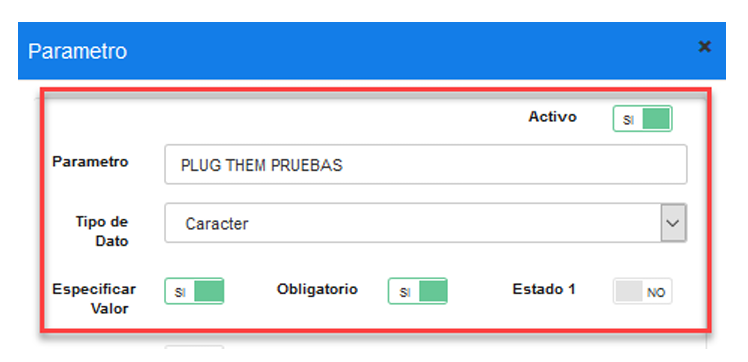 Parametro ×
Activo SI
Parametro PLUG THEM PRUEBAS
Tipo de
Dato
Caracter
Especificar
Valor
SI Obligatorio SI Estado 1 NO